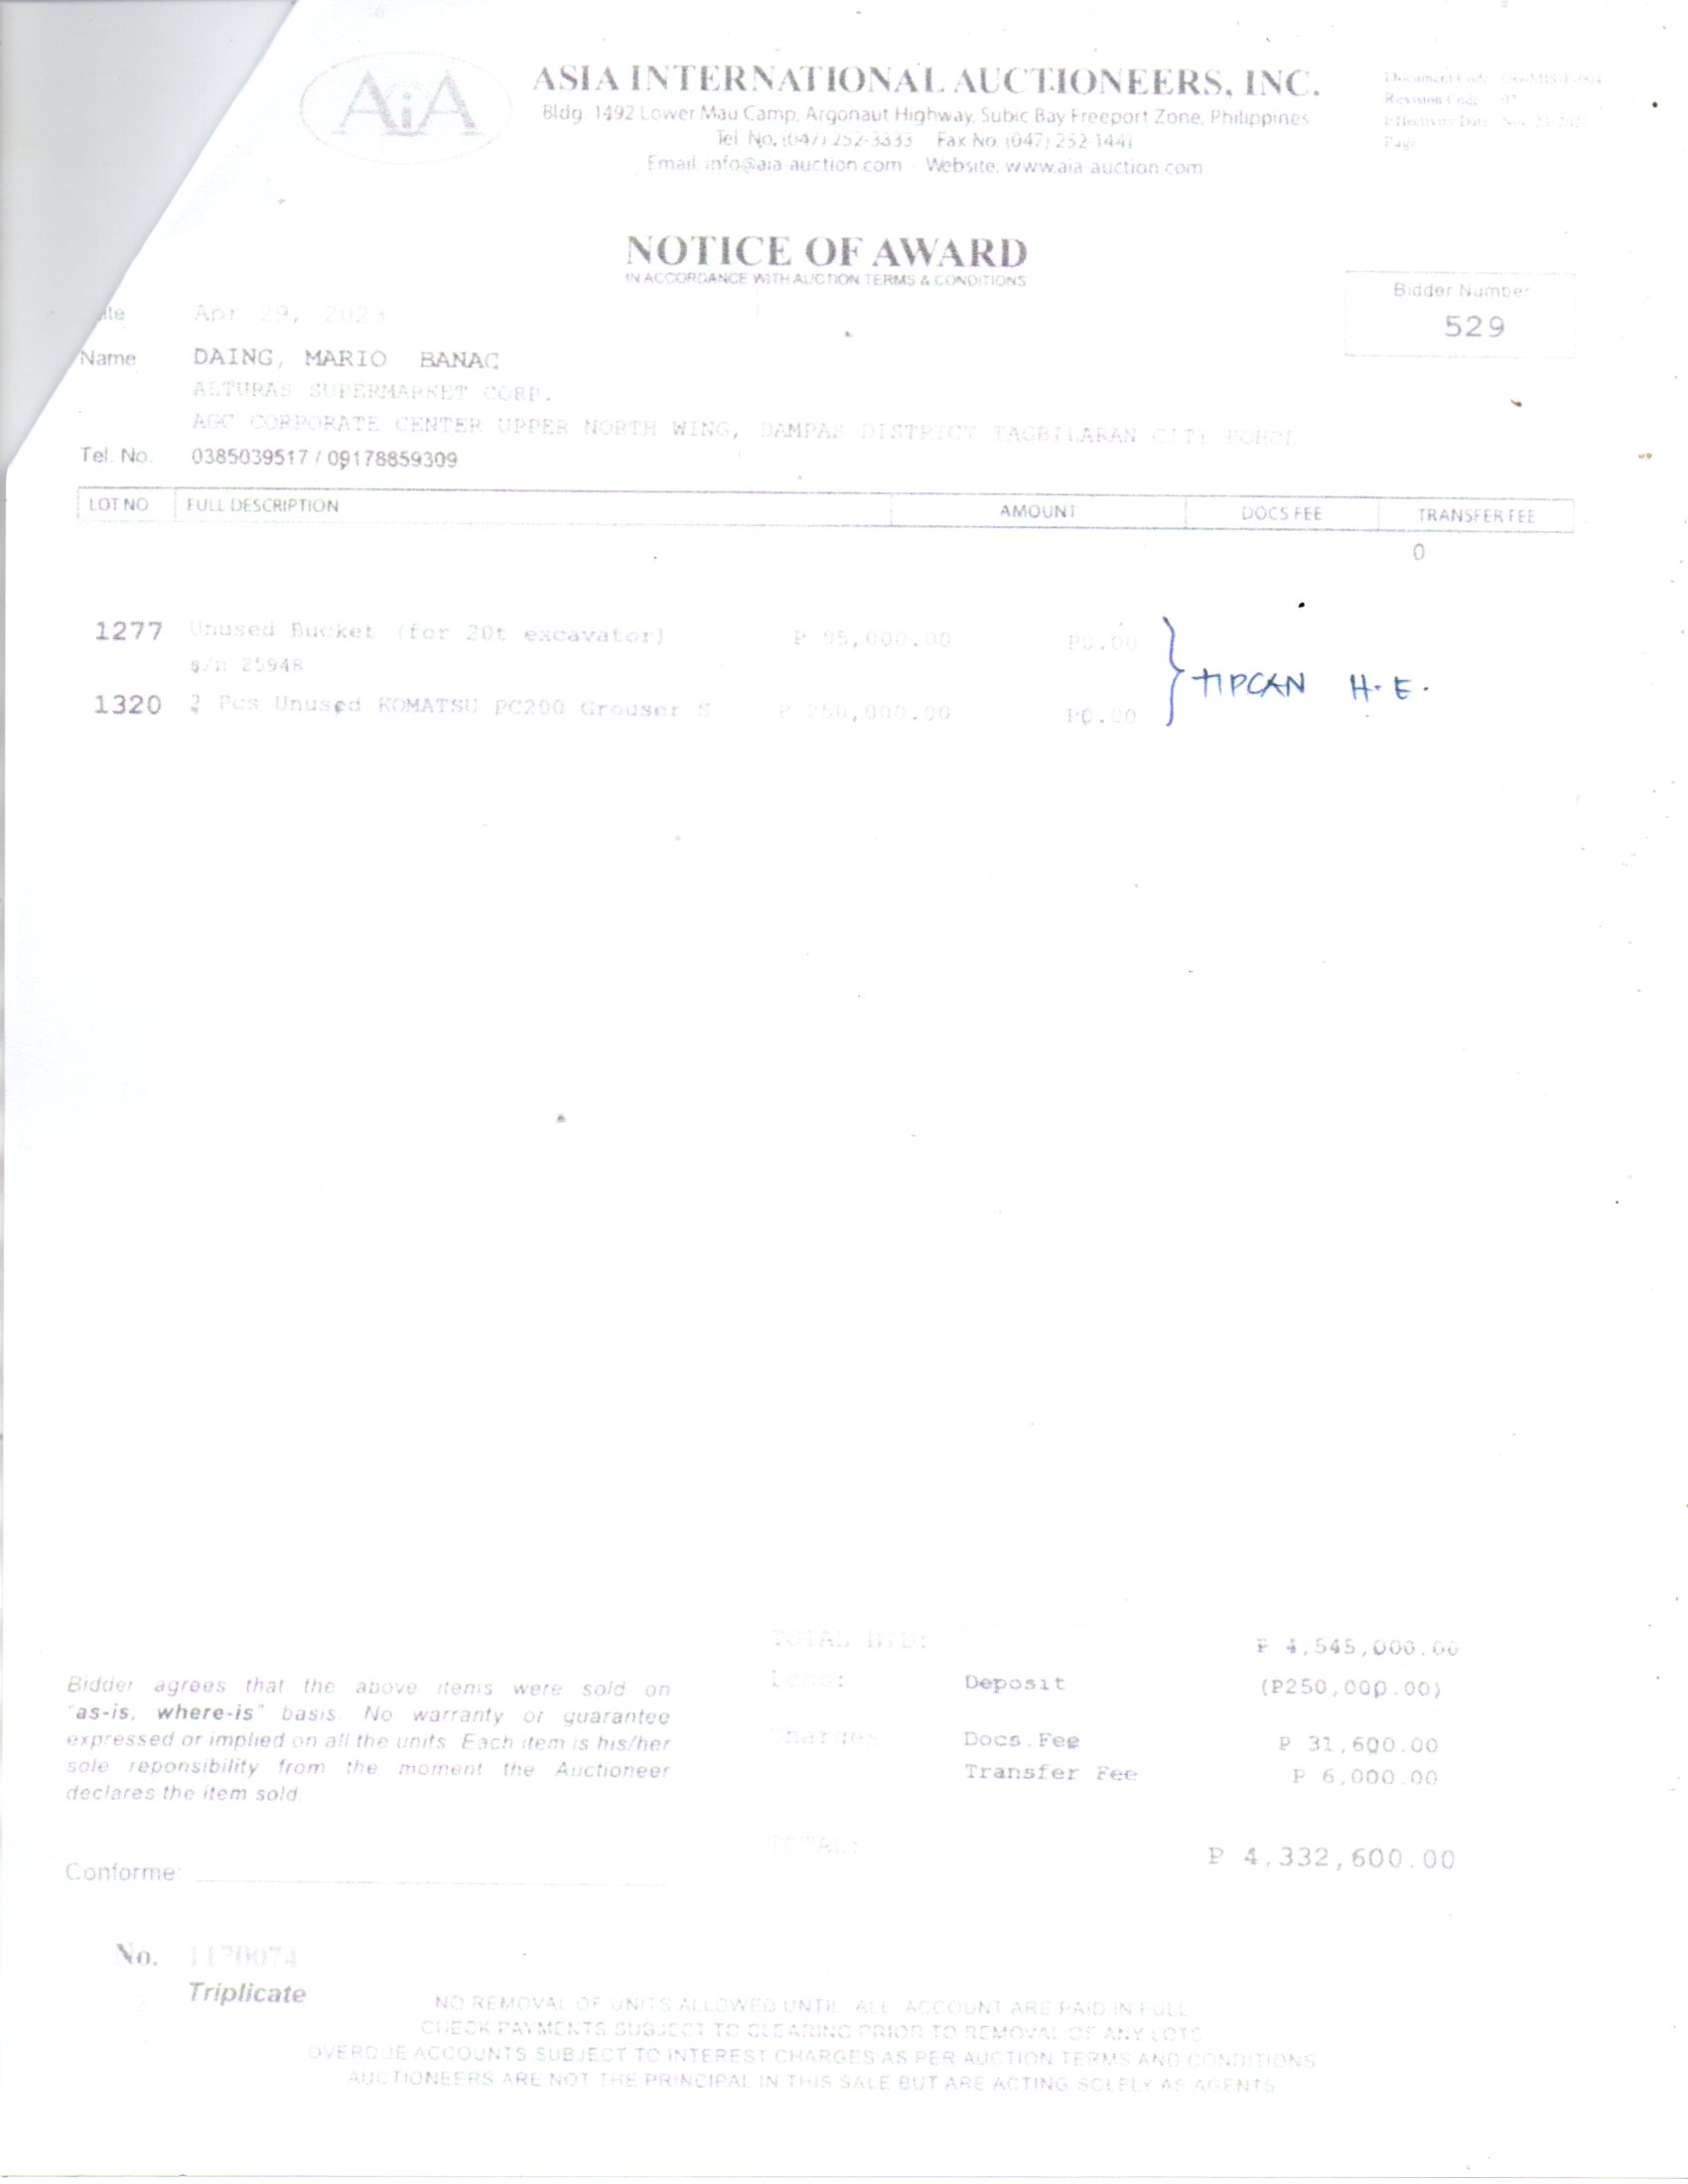 AiA
ASIA INTERNATIONAL AUCTIONEERS, INC.
Bldg. 1492 Lower Mau Camp, Argonaut Highway, Subic Bay Freeport Zone, Philippines
Tel No. (047) 252-3333 Fax No. (047) 252-1441
Email: info@aia-auction.com - Website: www.aia-auction.com
Document Code
Revision Code
Effectivity Date Nov.
Page
NOTICE OF AWARD
IN ACCORDANCE WITH AUCTION TERMS & CONDITIONS
Bidder Number
529
ate Apr 29, 2023
Name DAING, MARIO BANAC
ALTURAS SUPERMARKET CORP.
AGC CORPORATE CENTER UPPER NORTH WING, DAMPAS DISTRICT TAGBILARAN CITY BOHOL
Tel. No. 0385039517 / 09178859309
LOT NO. FULL DESCRIPTION AMOUNT DOCS FEE TRANSFER FEE
0
1277 Unused Bucket (for 20t excavator) P 95,000.00 P0.00
s/n 25948
1320 2 Pcs Unused KOMATSU PC200 Grouser S P 250,000.00 P0.00
TIPCAN H.E.
TOTAL BID: P 4,545,000.00
Less: Deposit (P250,000.00)
Charges Docs.Fee P 31,600.00
Transfer Fee P 6,000.00
TOTAL: P 4,332,600.00
Bidder agrees that the above items were sold on
"as-is, where-is" basis. No warranty or guarantee
expressed or implied on all the units. Each item is his/her
sole reponsibility from the moment the Auctioneer
declares the item sold.
Conforme:
No. 1170074
Triplicate
NO REMOVAL OF UNITS ALLOWED UNTIL ALL ACCOUNT ARE PAID IN FULL
CHECK PAYMENTS SUBJECT TO CLEARING PRIOR TO REMOVAL OF ANY LOTS
OVERDUE ACCOUNTS SUBJECT TO INTEREST CHARGES AS PER AUCTION TERMS AND CONDITIONS
AUCTIONEERS ARE NOT THE PRINCIPAL IN THIS SALE BUT ARE ACTING SOLELY AS AGENTS